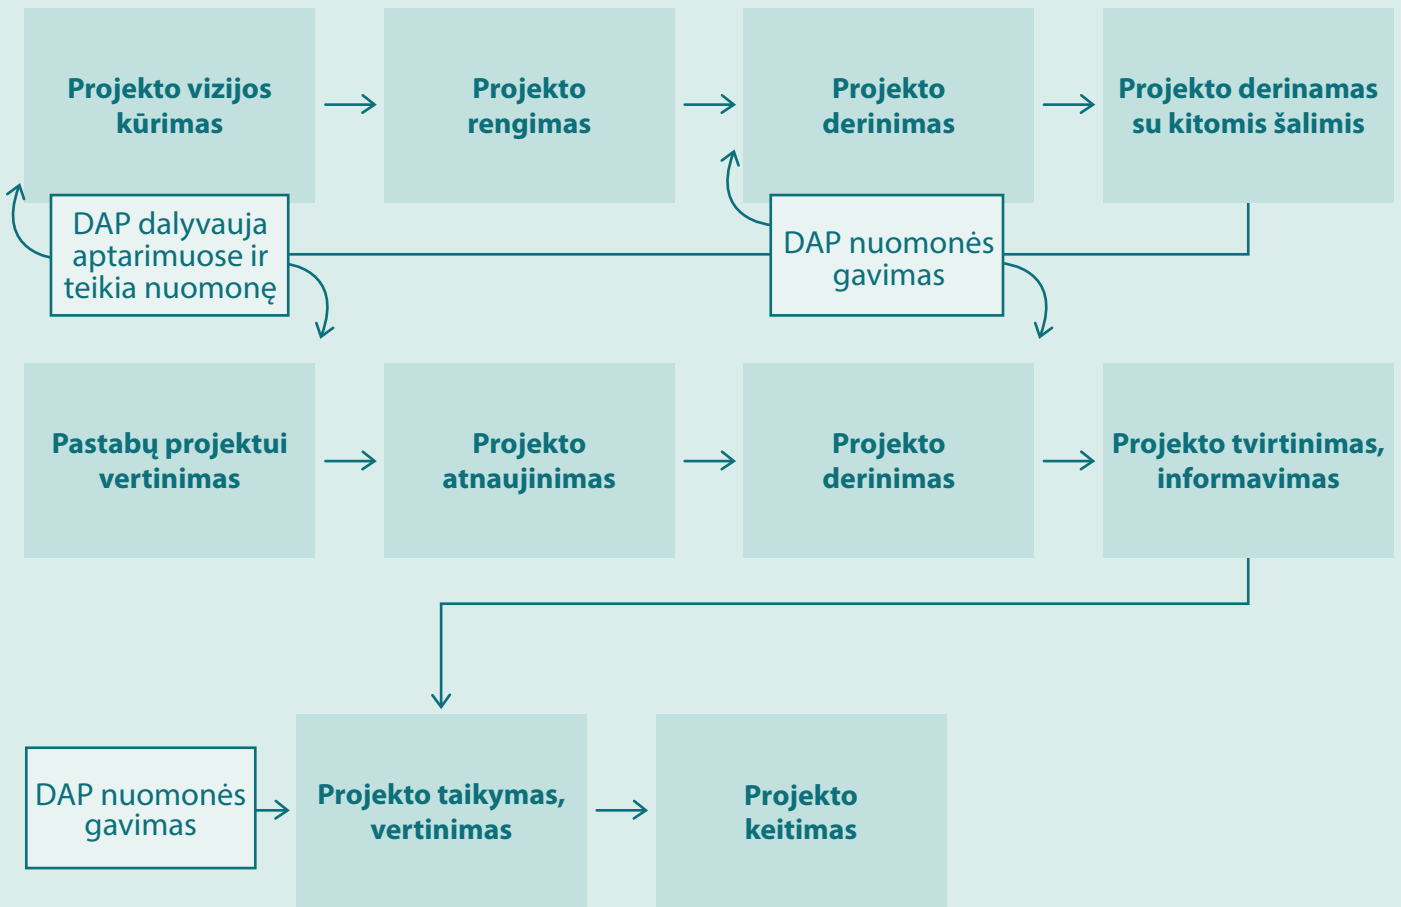 Projekto vizijos
kūrimas
Projekto
rengimas
Projekto
derinimas
Projekto derinamas
su kitomis šalimis
DAP dalyvauja
aptarimuose ir
teikia nuomonę
DAP nuomonės
gavimas
Pastabų projektui
vertinimas
Projekto
atnaujinimas
Projekto
derinimas
Projekto tvirtinimas,
informavimas
DAP nuomonės
gavimas
Projekto taikymas,
vertinimas
Projekto
keitimas